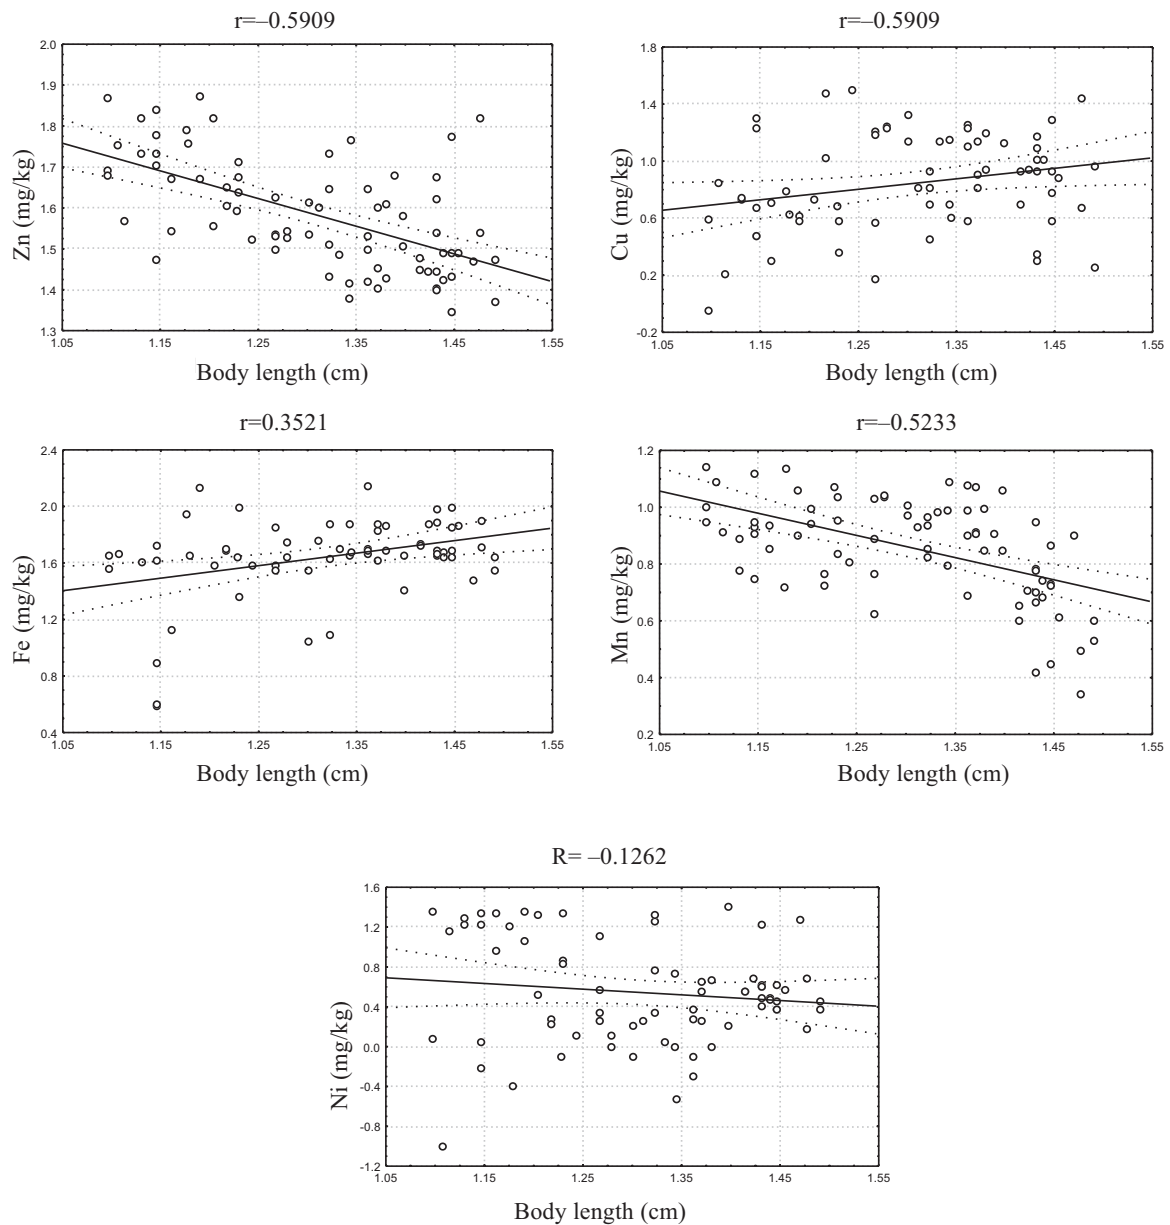 r=–0.5909
2.0
1.9
1.8
1.7
1.6
1.5
1.4
1.3
Zn (mg/kg)
1.05 1.15 1.25 1.35 1.45 1.55
Body length (cm)
r=–0.5909
1.8
1.4
1.0
0.6
0.2
-0.2
Cu (mg/kg)
1.05 1.15 1.25 1.35 1.45 1.55
Body length (cm)
r=0.3521
2.4
2.0
1.6
1.2
0.8
0.4
Fe (mg/kg)
1.05 1.15 1.25 1.35 1.45 1.55
Body length (cm)
r=–0.5233
1.2
1.0
0.8
0.6
0.4
0.2
Mn (mg/kg)
1.05 1.15 1.25 1.35 1.45 1.55
Body length (cm)
R= –0.1262
1.6
1.2
0.8
0.4
0.0
-0.4
-0.8
-1.2
Ni (mg/kg)
1.05 1.15 1.25 1.35 1.45 1.55
Body length (cm)